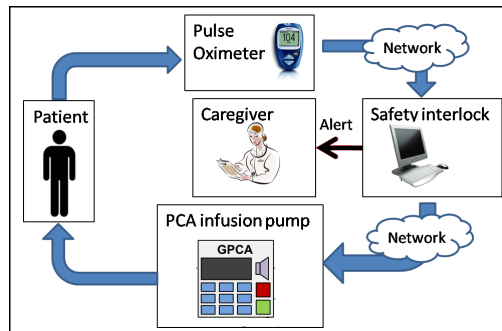 Pulse
Oximeter
104
Network
Patient
Caregiver
Alert
Safety interlock
PCA infusion pump
GPCA
Network